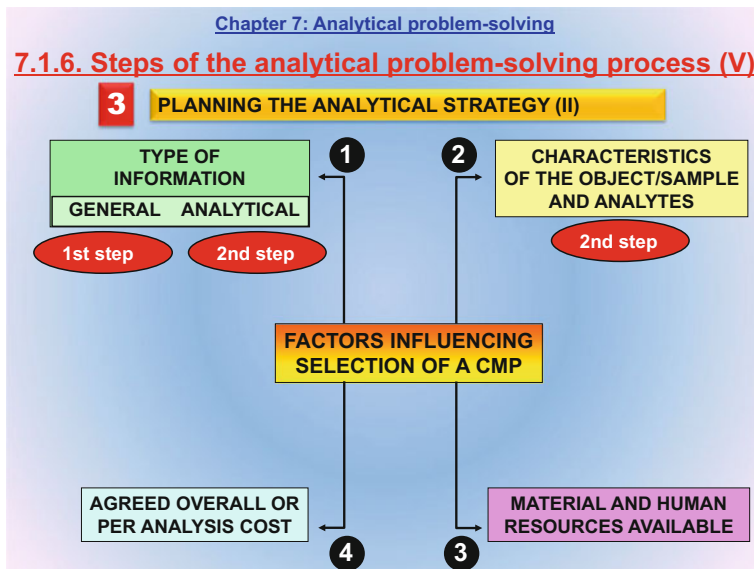 Chapter 7: Analytical problem-solving
7.1.6. Steps of the analytical problem-solving process (V)
3
PLANNING THE ANALYTICAL STRATEGY (II)
TYPE OF
INFORMATION
GENERAL ANALYTICAL
1st step
2nd step
1
2
CHARACTERISTICS
OF THE OBJECT/SAMPLE
AND ANALYTES
2nd step
FACTORS INFLUENCING
SELECTION OF A CMP
AGREED OVERALL OR
PER ANALYSIS COST
4
3
MATERIAL AND HUMAN
RESOURCES AVAILABLE